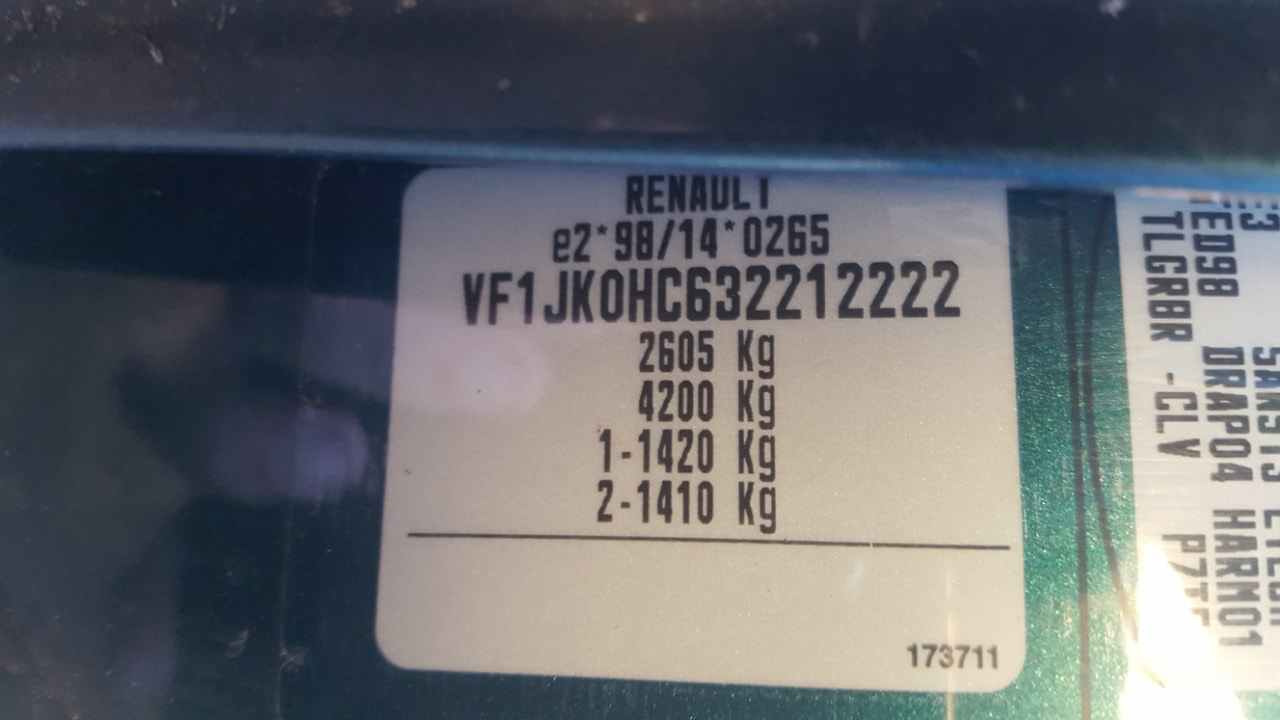 RENAULT
e2*98/14*0265
VF1JK0HC632212222
2605 Kg
4200 Kg
1-1420 Kg
2-1410 Kg
173711
ED98 DRAP04 HARM01
TLGRBR -CLV